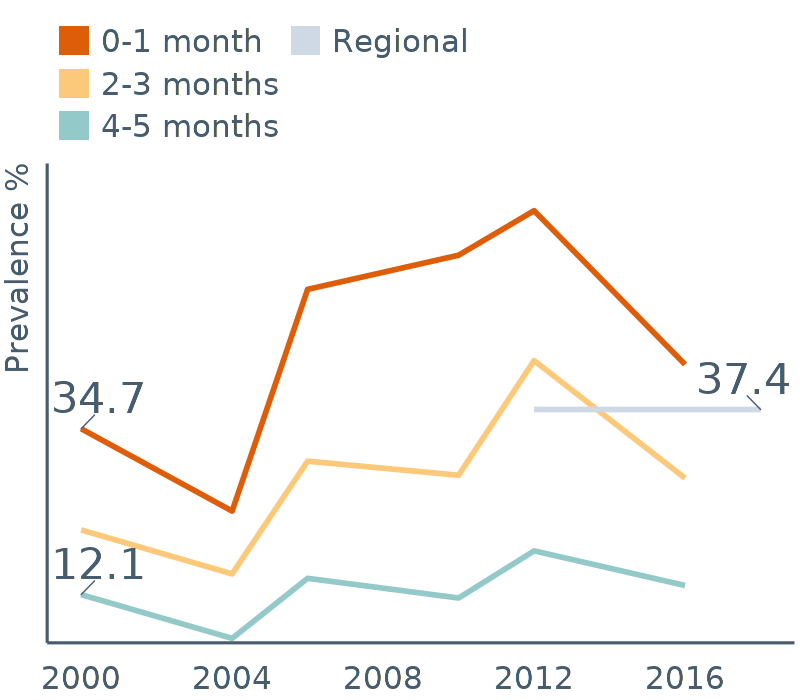 0-1 month
Regional
2-3 months
4-5 months
Prevalence %
34.7
37.4
12.1
2000 2004 2008 2012 2016